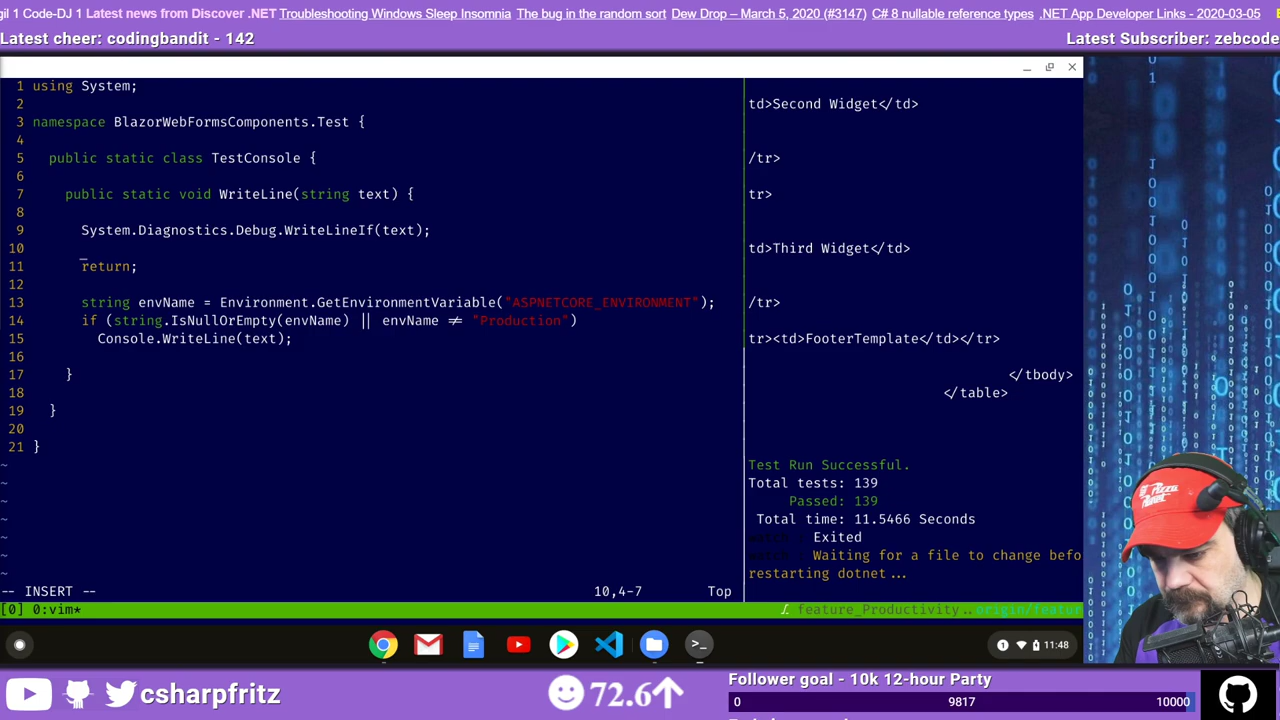 gil 1 Code-DJ 1 Latest news from Discover .NET Troubleshooting Windows Sleep Insomnia The bug in the random sort Dew Drop – March 5, 2020 (#3147) C# 8 nullable reference types .NET App Developer Links - 2020-03-05
Latest cheer: codingbandit - 142
Latest Subscriber: zebcode
1 using System;
2
3 namespace BlazorWebFormsComponents.Test {
4
5 public static class TestConsole {
6
7 public static void WriteLine(string text) {
8
9 System.Diagnostics.Debug.WriteLineIf(text);
10
11 return;
12
13 string envName = Environment.GetEnvironmentVariable("ASPNETCORE_ENVIRONMENT");
14 if (string.IsNullOrEmpty(envName) || envName ≠ "Production")
15 Console.WriteLine(text);
16
17 }
18
19 }
20
21 }
~
~
~
~
~
~
~
-- INSERT --
10,4-7
Top
td>Second Widget</td>
/tr>
tr>
td>Third Widget</td>
/tr>
tr><td>FooterTemplate</td></tr>
</tbody>
</table>
Test Run Successful.
Total tests: 139
Passed: 139
Total time: 11.5466 Seconds
watch : Exited
watch : Waiting for a file to change befo
restarting dotnet...
[0] 0:vim*
feature_Productivity..origin/featur
1 11:48
csharpfritz
72.6↑
Follower goal - 10k 12-hour Party
0 9817 10000